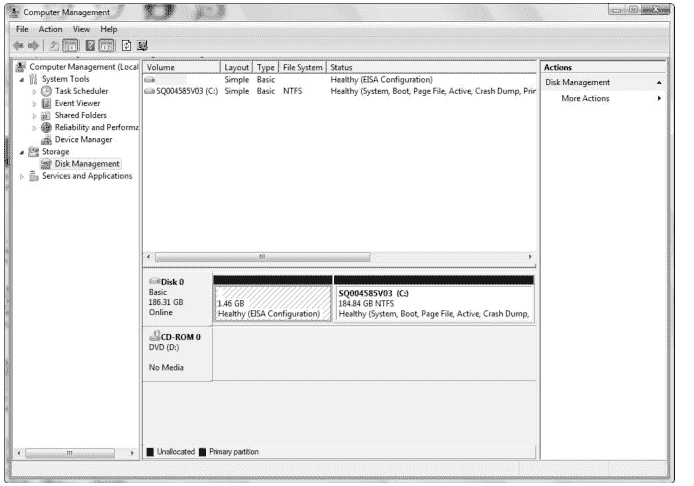 Computer Management
File Action View Help
Computer Management (Local
System Tools
Task Scheduler
Event Viewer
Shared Folders
Reliability and Performa
Device Manager
Storage
Disk Management
Services and Applications
Volume Layout Type File System Status
Simple Basic Healthy (EISA Configuration)
SQ004585V03 (C:) Simple Basic NTFS Healthy (System, Boot, Page File, Active, Crash Dump, Prir
Actions
Disk Management
More Actions
Disk 0
Basic
186.31 GB
Online
1.46 GB
Healthy (EISA Configuration)
SQ004585V03 (C:)
184.84 GB NTFS
Healthy (System, Boot, Page File, Active, Crash Dump,
CD-ROM 0
DVD (D:)
No Media
Unallocated Primary partition